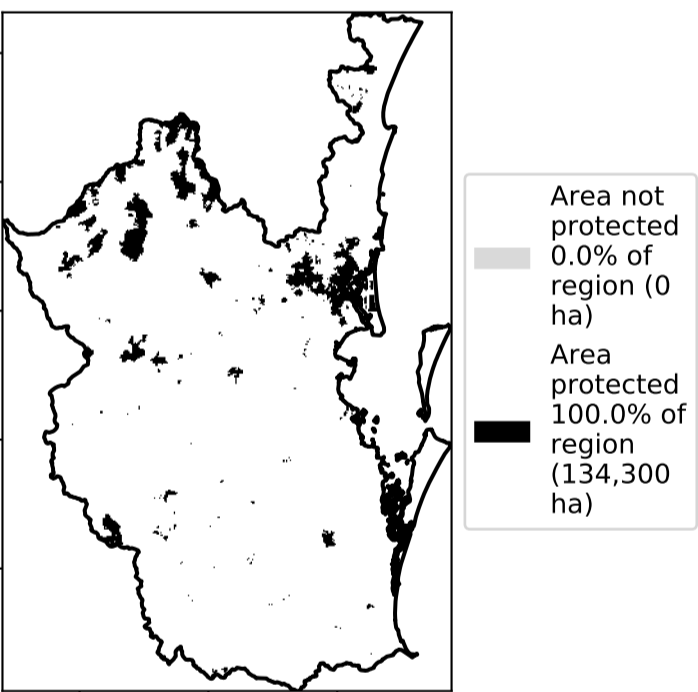 Area not
protected
0.0% of
region (0
ha)
Area
protected
100.0% of
region
(134,300
ha)